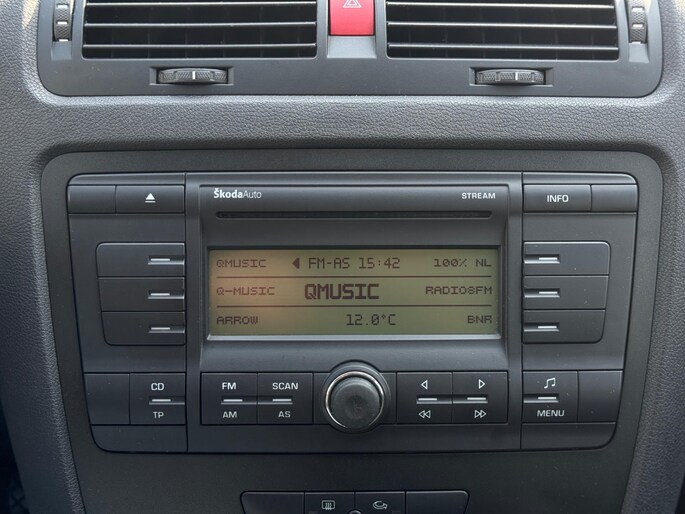 ŠkodaAuto STREAM INFO
QMUSIC FM-AS 15:42 100% NL
Q-MUSIC QMUSIC RADIO8FM
ARROW 12.0°C BNR
CD FM SCAN
TP AM AS MENU